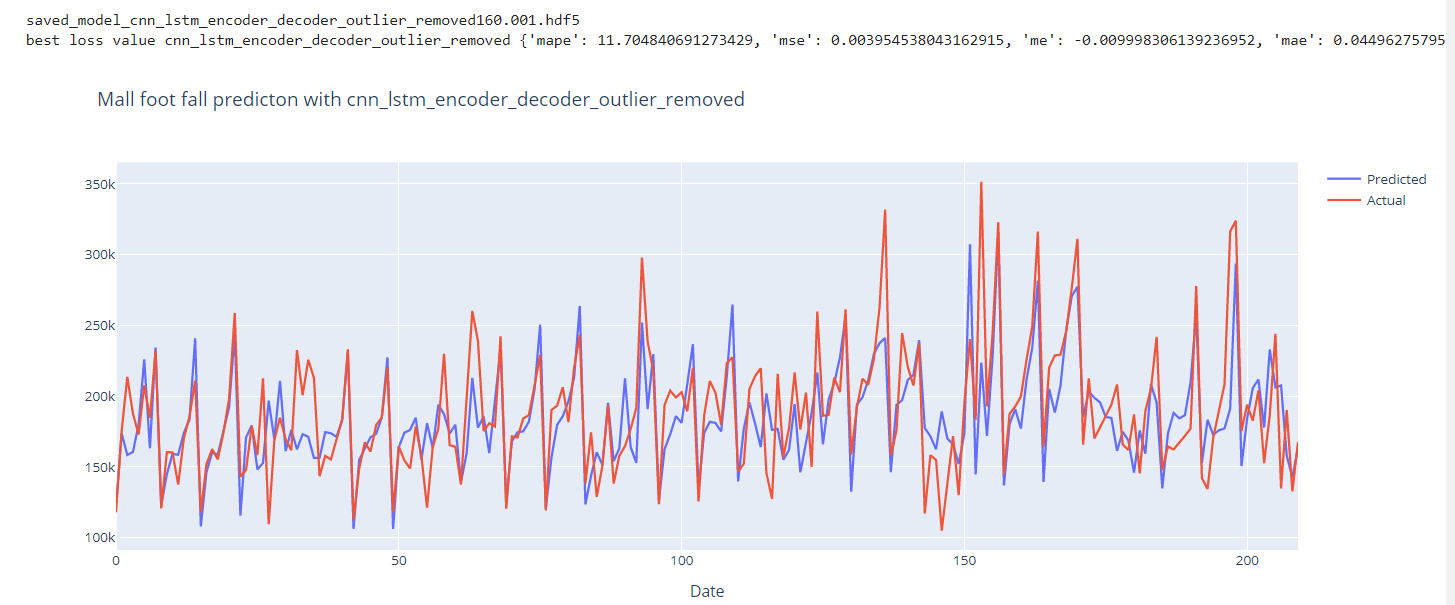 saved_model_cnn_lstm_encoder_decoder_outlier_removed160.001.hdf5
best loss value cnn_lstm_encoder_decoder_outlier_removed {'mape': 11.704840691273429, 'mse': 0.003954538043162915, 'me': -0.009998306139236952, 'mae': 0.04496275795
Mall foot fall predicton with cnn_lstm_encoder_decoder_outlier_removed
350k
300k
250k
200k
150k
100k
0 50 100 150 200
Date
Predicted
Actual